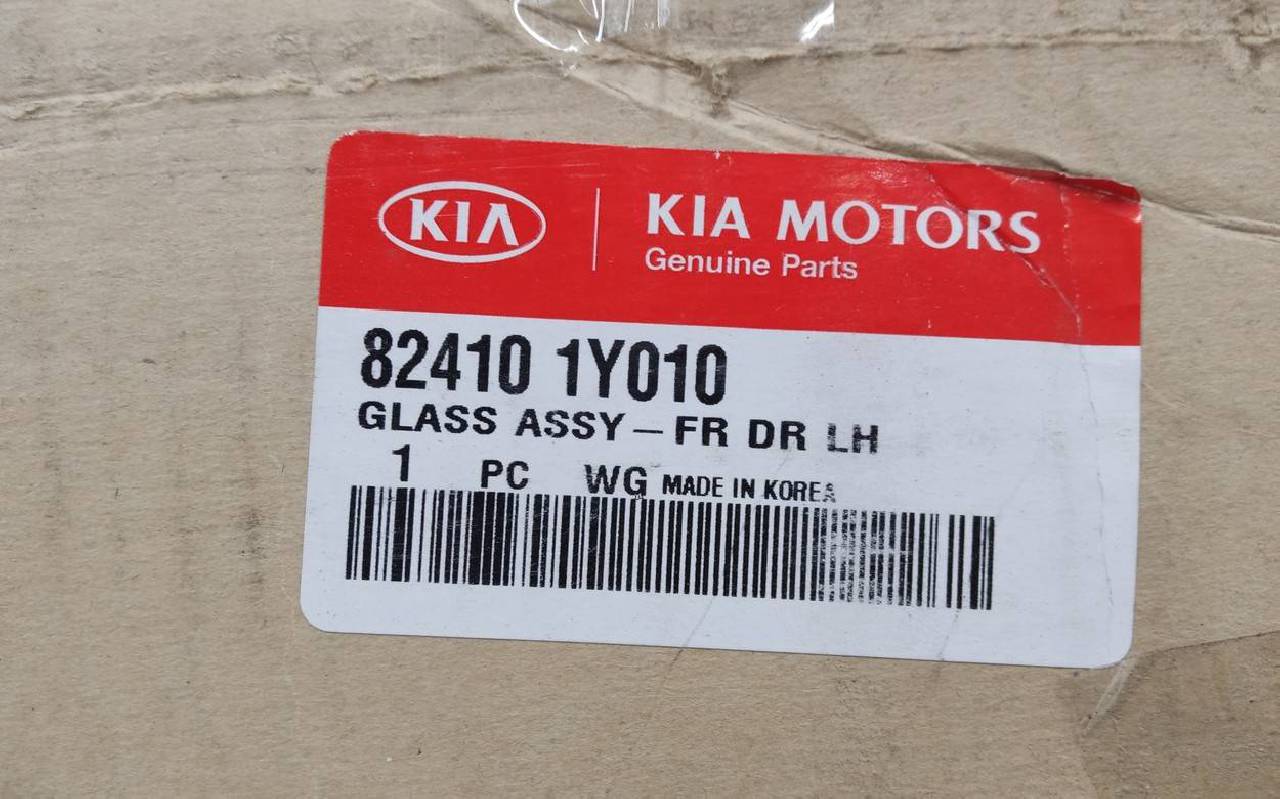 KIA
KIA MOTORS
Genuine Parts
82410 1Y010
GLASS ASSY-FR DR LH
1 PC WG MADE IN KOREA